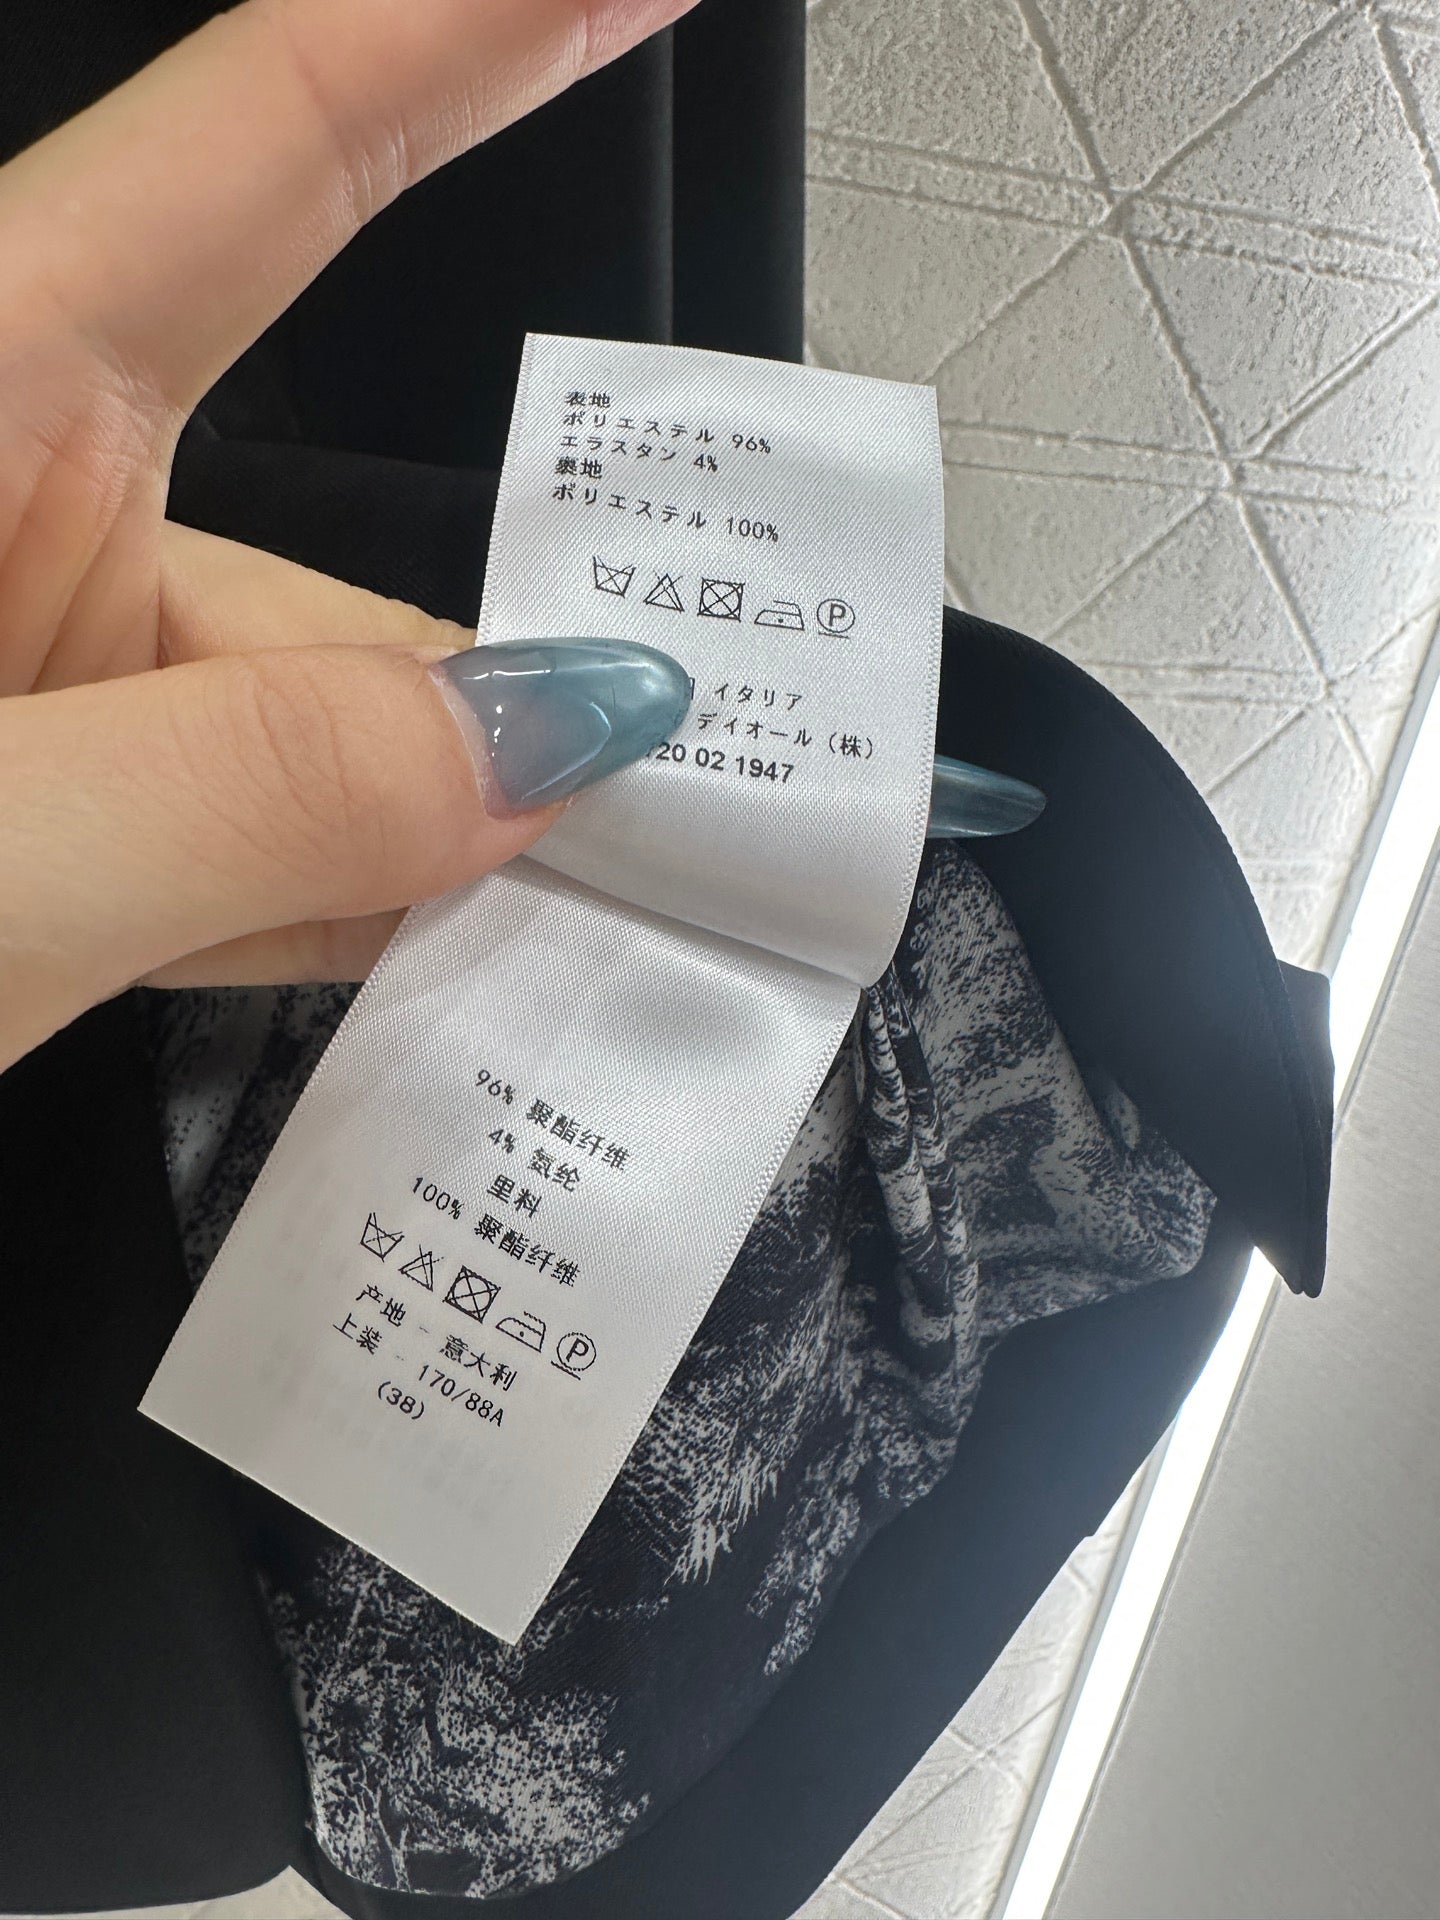 表地
ポリエステル 96%
エラスタン 4%
裏地
ポリエステル 100%
P
イタリア
ディオール (株)
20 02 1947
96% 聚酯纤维
4% 氨纶
里料
100% 聚酯纤维
P
产地 - 意大利
上装 - 170/88A
(38)